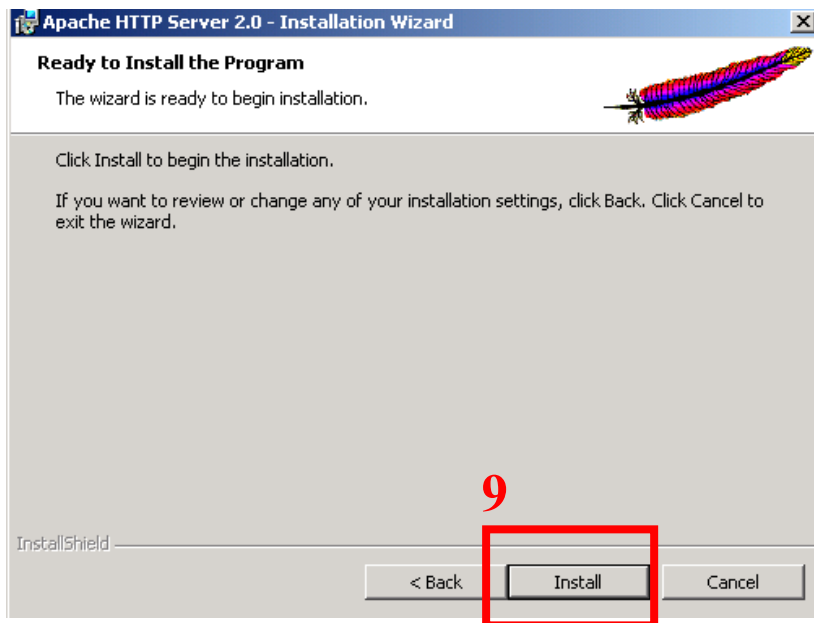 Apache HTTP Server 2.0 - Installation Wizard
Ready to Install the Program
The wizard is ready to begin installation.
Click Install to begin the installation.
If you want to review or change any of your installation settings, click Back. Click Cancel to
exit the wizard.
9
InstallShield
< Back Install Cancel